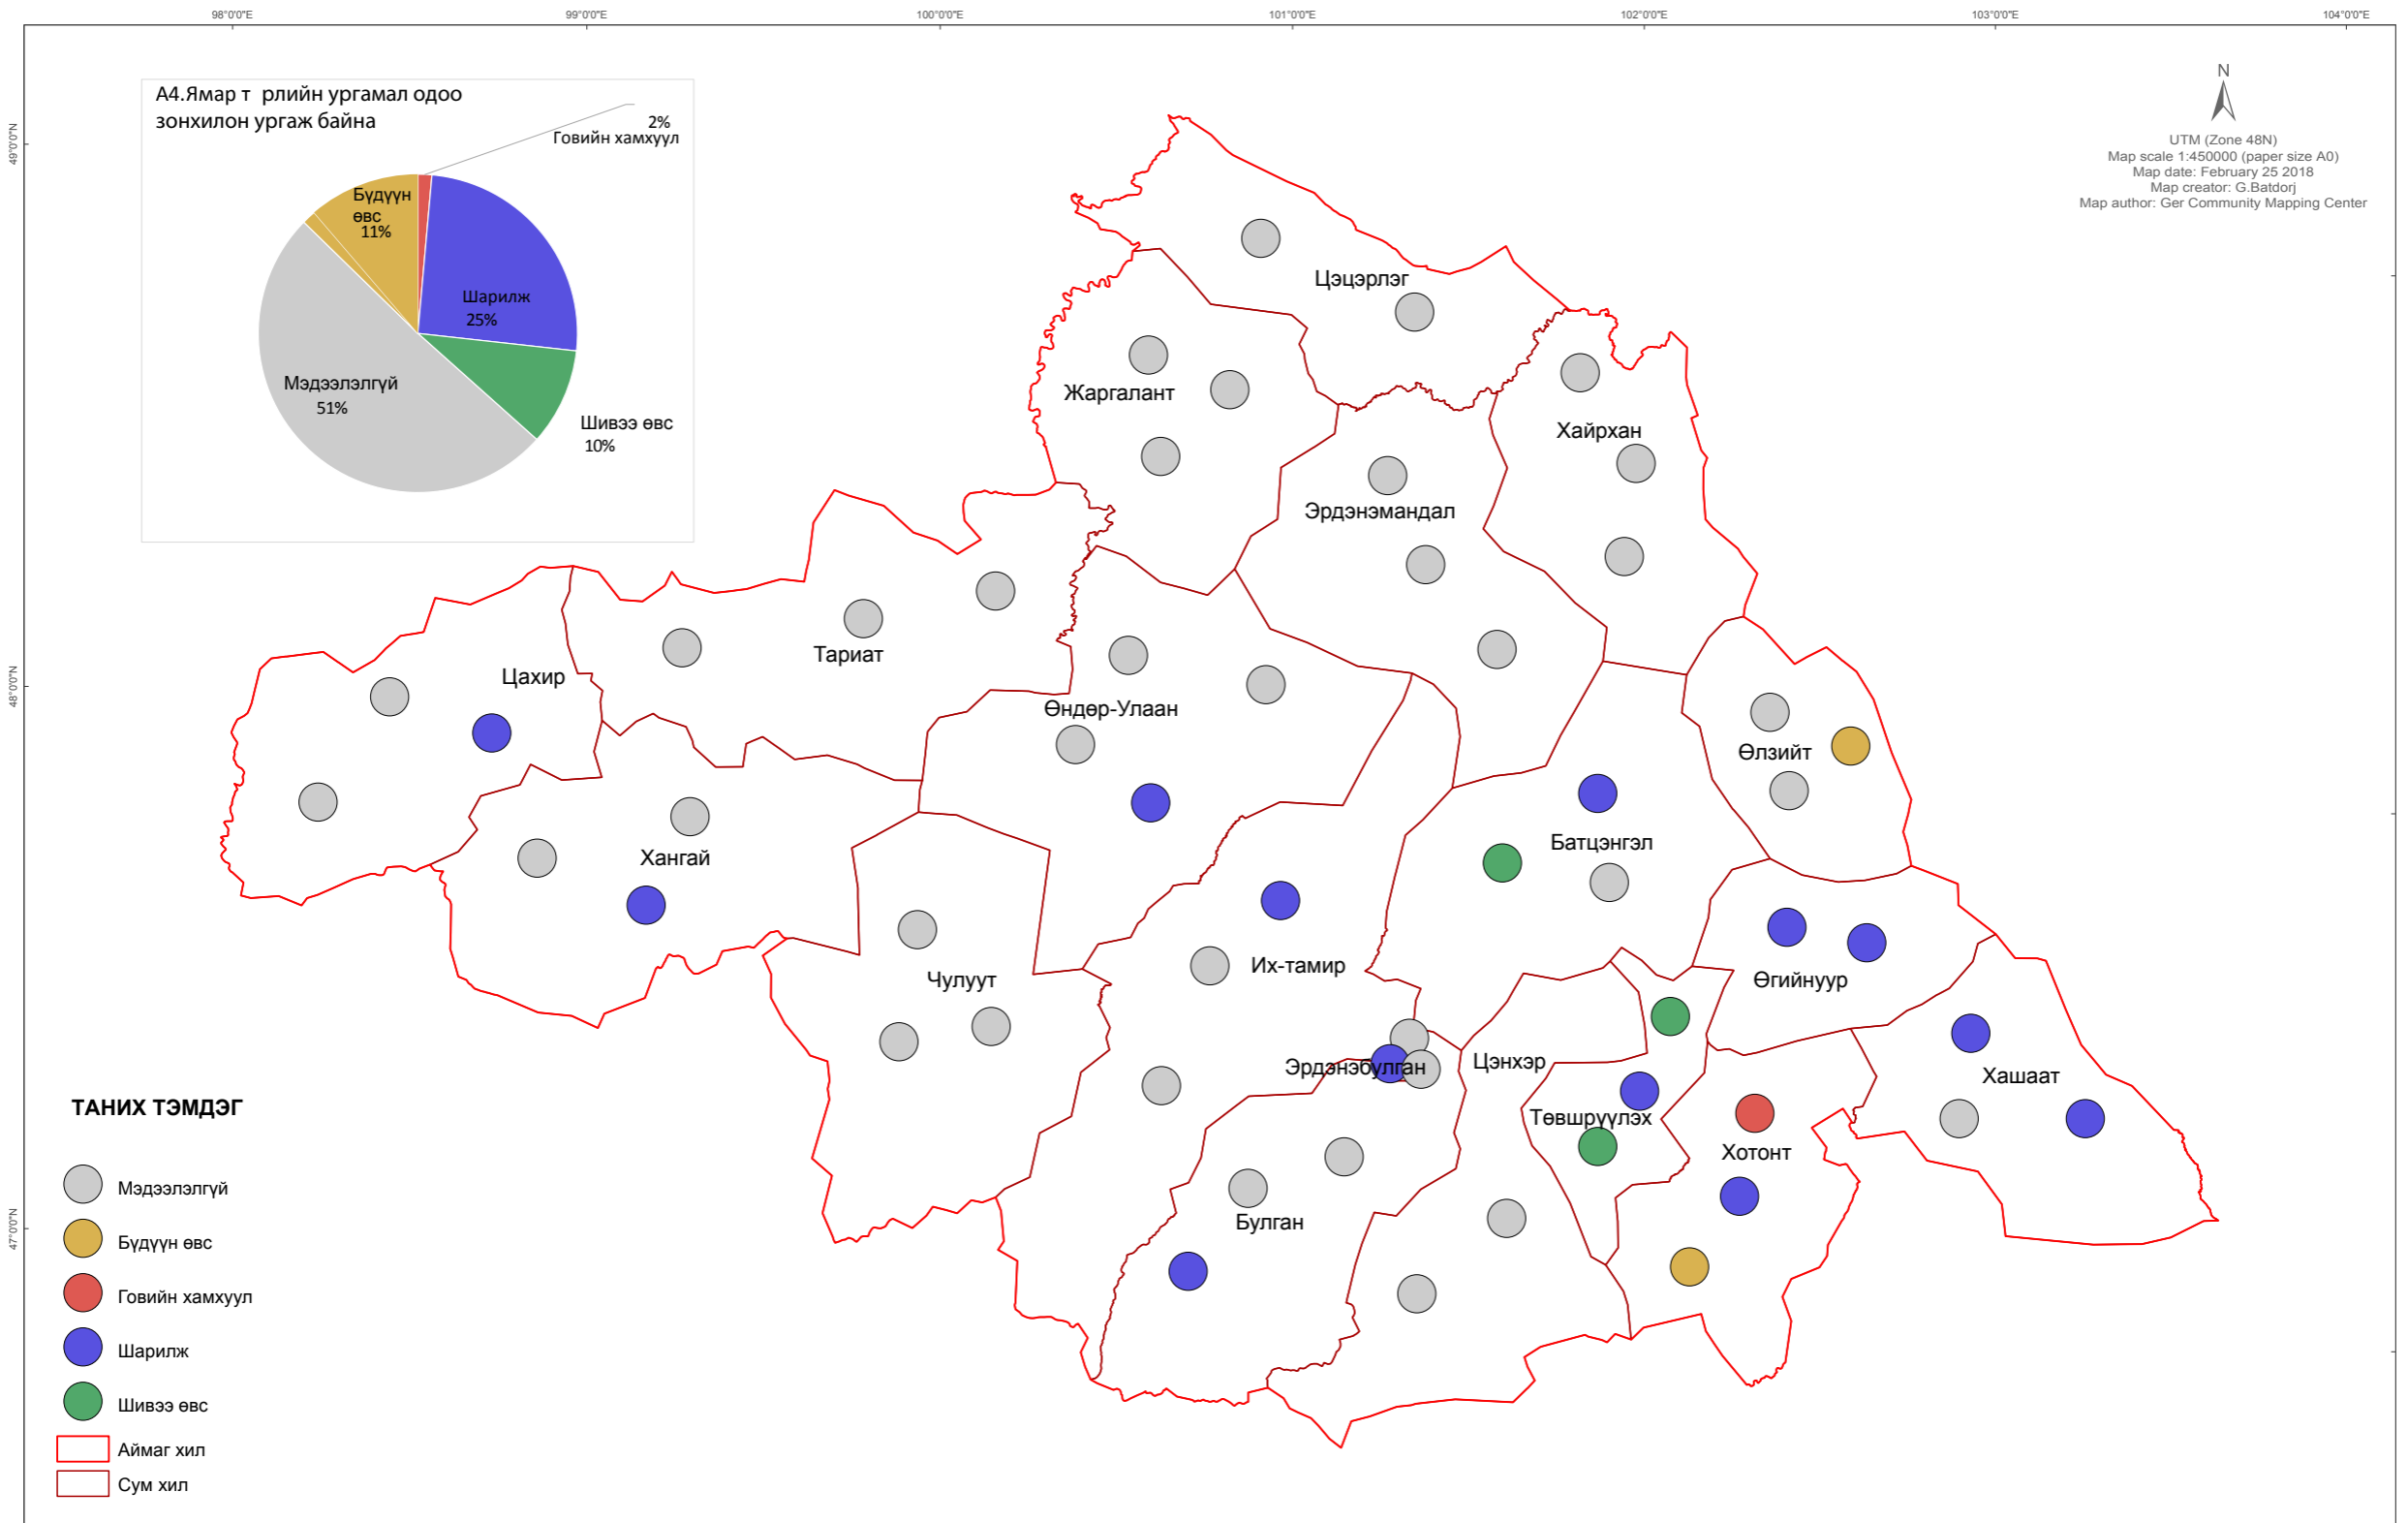 98°0'0"E
99°0'0"E
100°0'0"E
101°0'0"E
102°0'0"E
103°0'0"E
104°0'0"E
49°0'0"N
48°0'0"N
47°0'0"N
А4.Ямар т рлийн ургамал одоо
зонхилон ургаж байна
2%
Говийн хамхуул
Бүдүүн
өвс
11%
Шарилж
25%
Мэдээлэлгүй
51%
Шивээ өвс
10%
N
UTM (Zone 48N)
Map scale 1:450000 (paper size A0)
Map date: February 25 2018
Map creator: G.Batdorj
Map author: Ger Community Mapping Center
Цэцэрлэг
Жаргалант
Хайрхан
Эрдэнэмандал
Тариат
Цахир
Өндөр-Улаан
Өлзийт
Батцэнгэл
Хангай
Их-тамир
Чулуут
Өгийнуур
Эрдэнэбулган
Цэнхэр
Хашаат
Төвшрүүлэх
Хотонт
Булган
ТАНИХ ТЭМДЭГ
Мэдээлэлгүй
Бүдүүн өвс
Говийн хамхуул
Шарилж
Шивээ өвс
Аймаг хил
Сум хил